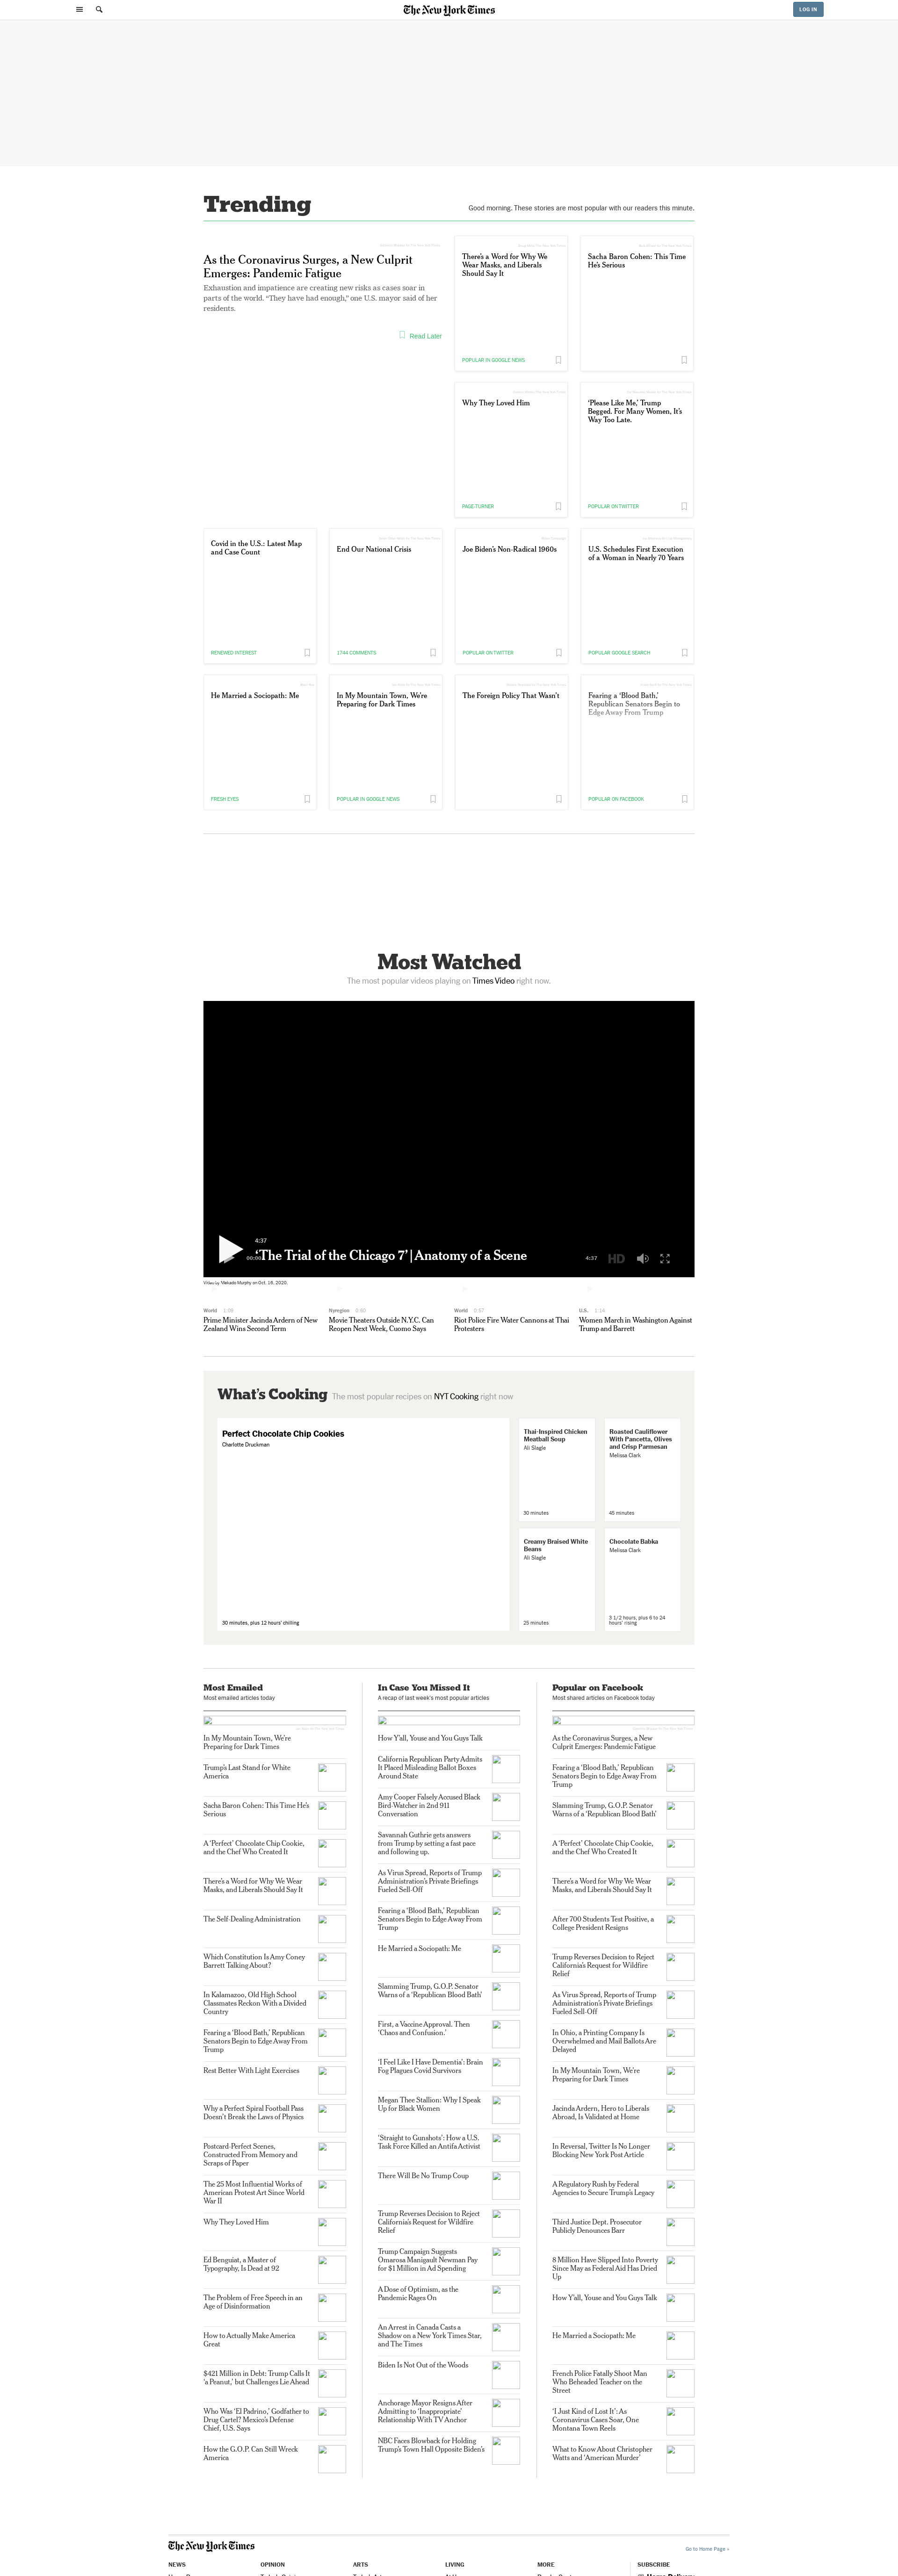 The New York Times
LOG IN
Trending
Good morning. These stories are most popular with our readers this minute.
As the Coronavirus Surges, a New Culprit
Emerges: Pandemic Fatigue
Exhaustion and impatience are creating new risks as cases soar in
parts of the world. “They have had enough,” one U.S. mayor said of her
residents.
Read Later
There’s a Word for Why We
Wear Masks, and Liberals
Should Say It
POPULAR IN GOOGLE NEWS
Sacha Baron Cohen: This Time
He’s Serious
Why They Loved Him
PAGE-TURNER
‘Please Like Me,’ Trump
Begged. For Many Women, It’s
Way Too Late.
POPULAR ON TWITTER
Covid in the U.S.: Latest Map
and Case Count
RENEWED INTEREST
End Our National Crisis
1744 COMMENTS
Joe Biden’s Non-Radical 1960s
POPULAR ON TWITTER
U.S. Schedules First Execution
of a Woman in Nearly 70 Years
POPULAR GOOGLE SEARCH
He Married a Sociopath: Me
FRESH EYES
In My Mountain Town, We’re
Preparing for Dark Times
POPULAR IN GOOGLE NEWS
The Foreign Policy That Wasn’t
Fearing a ‘Blood Bath,’
Republican Senators Begin to
Edge Away From Trump
POPULAR ON FACEBOOK
Most Watched
The most popular videos playing on Times Video right now.
4:37
00:00
‘The Trial of the Chicago 7’ | Anatomy of a Scene
4:37
HD
Video by Mekado Murphy on Oct. 16, 2020.
World 1:09
Prime Minister Jacinda Ardern of New
Zealand Wins Second Term
Nyregion
Movie Theaters Outside N.Y.C. Can
Reopen Next Week, Cuomo Says
World 0:57
Riot Police Fire Water Cannons at Thai
Protesters
U.S. 1:14
Women March in Washington Against
Trump and Barrett
What’s Cooking The most popular recipes on NYT Cooking right now
Perfect Chocolate Chip Cookies
Charlotte Druckman
30 minutes, plus 12 hours’ chilling
Thai-Inspired Chicken
Meatball Soup
Ali Slagle
30 minutes
Roasted Cauliflower
With Pancetta, Olives
and Crisp Parmesan
Melissa Clark
45 minutes
Creamy Braised White
Beans
Ali Slagle
25 minutes
Chocolate Babka
Melissa Clark
3 1/2 hours, plus 6 to 24
hours’ rising
Most Emailed
Most emailed articles today
In My Mountain Town, We’re
Preparing for Dark Times
Trump’s Last Stand for White
America
Sacha Baron Cohen: This Time He’s
Serious
A ‘Perfect’ Chocolate Chip Cookie,
and the Chef Who Created It
There’s a Word for Why We Wear
Masks, and Liberals Should Say It
The Self-Dealing Administration
Which Constitution Is Amy Coney
Barrett Talking About?
In Kalamazoo, Old High School
Classmates Reckon With a Divided
Country
Fearing a ‘Blood Bath,’ Republican
Senators Begin to Edge Away From
Trump
Rest Better With Light Exercises
Why a Perfect Spiral Football Pass
Doesn’t Break the Laws of Physics
Postcard-Perfect Scenes,
Constructed From Memory and
Scraps of Paper
The 25 Most Influential Works of
American Protest Art Since World
War II
Why They Loved Him
Ed Benguiat, a Master of
Typography, Is Dead at 92
The Problem of Free Speech in an
Age of Disinformation
How to Actually Make America
Great
$421 Million in Debt: Trump Calls It
‘a Peanut,’ but Challenges Lie Ahead
Who Was ‘El Padrino,’ Godfather to
Drug Cartel? Mexico’s Defense
Chief, U.S. Says
How the G.O.P. Can Still Wreck
America
In Case You Missed It
A recap of last week’s most popular articles
How Y’all, Youse and You Guys Talk
California Republican Party Admits
It Placed Misleading Ballot Boxes
Around State
Amy Cooper Falsely Accused Black
Bird-Watcher in 2nd 911
Conversation
Savannah Guthrie gets answers
from Trump by setting a fast pace
and following up.
As Virus Spread, Reports of Trump
Administration’s Private Briefings
Fueled Sell-Off
Fearing a ‘Blood Bath,’ Republican
Senators Begin to Edge Away From
Trump
He Married a Sociopath: Me
Slamming Trump, G.O.P. Senator
Warns of a ‘Republican Blood Bath’
First, a Vaccine Approval. Then
‘Chaos and Confusion.’
‘I Feel Like I Have Dementia’: Brain
Fog Plagues Covid Survivors
Megan Thee Stallion: Why I Speak
Up for Black Women
‘Straight to Gunshots’: How a U.S.
Task Force Killed an Antifa Activist
There Will Be No Trump Coup
Trump Reverses Decision to Reject
California’s Request for Wildfire
Relief
Trump Campaign Suggests
Omarosa Manigault Newman Pay
for $1 Million in Ad Spending
A Dose of Optimism, as the
Pandemic Rages On
An Arrest in Canada Casts a
Shadow on a New York Times Star,
and The Times
Biden Is Not Out of the Woods
Anchorage Mayor Resigns After
Admitting to ‘Inappropriate’
Relationship With TV Anchor
NBC Faces Blowback for Holding
Trump’s Town Hall Opposite Biden’s
Popular on Facebook
Most shared articles on Facebook today
As the Coronavirus Surges, a New
Culprit Emerges: Pandemic Fatigue
Fearing a ‘Blood Bath,’ Republican
Senators Begin to Edge Away From
Trump
Slamming Trump, G.O.P. Senator
Warns of a ‘Republican Blood Bath’
A ‘Perfect’ Chocolate Chip Cookie,
and the Chef Who Created It
There’s a Word for Why We Wear
Masks, and Liberals Should Say It
After 700 Students Test Positive, a
College President Resigns
Trump Reverses Decision to Reject
California’s Request for Wildfire
Relief
As Virus Spread, Reports of Trump
Administration’s Private Briefings
Fueled Sell-Off
In Ohio, a Printing Company Is
Overwhelmed and Mail Ballots Are
Delayed
In My Mountain Town, We’re
Preparing for Dark Times
Jacinda Ardern, Hero to Liberals
Abroad, Is Validated at Home
In Reversal, Twitter Is No Longer
Blocking New York Post Article
A Regulatory Rush by Federal
Agencies to Secure Trump’s Legacy
Third Justice Dept. Prosecutor
Publicly Denounces Barr
8 Million Have Slipped Into Poverty
Since May as Federal Aid Has Dried
Up
How Y’all, Youse and You Guys Talk
He Married a Sociopath: Me
French Police Fatally Shoot Man
Who Beheaded Teacher on the
Street
‘I Just Kind of Lost It’: As
Coronavirus Cases Soar, One
Montana Town Reels
What to Know About Christopher
Watts and ‘American Murder’
The New York Times
Go to Home Page »
NEWS
OPINION
ARTS
LIVING
MORE
SUBSCRIBE